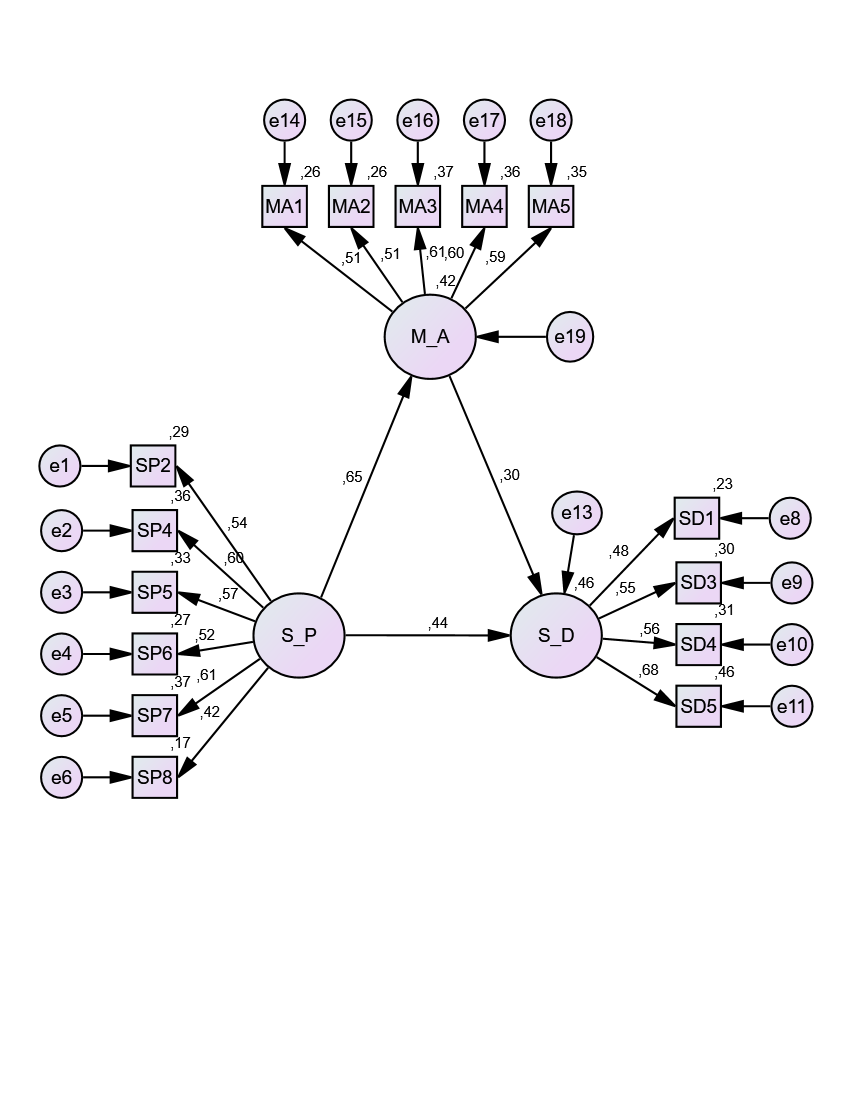 e14 e15 e16 e17 e18
,26 ,26 ,37 ,36 ,35
MA1 MA2 MA3 MA4 MA5
,51 ,51 ,61 ,60 ,59
,42
M_A e19
,29
e1 SP2
,65 ,30
,36
e2 SP4 ,54
,33 ,60
e3 SP5 ,57
,27
e4 SP6 ,52
,37 ,61
e5 SP7 ,42
,17
e6 SP8
S_P ,44 S_D
e13
,46
,23
,48 SD1 e8
,30
,55 SD3 e9
,31
,56 SD4 e10
,46
,68 SD5 e11